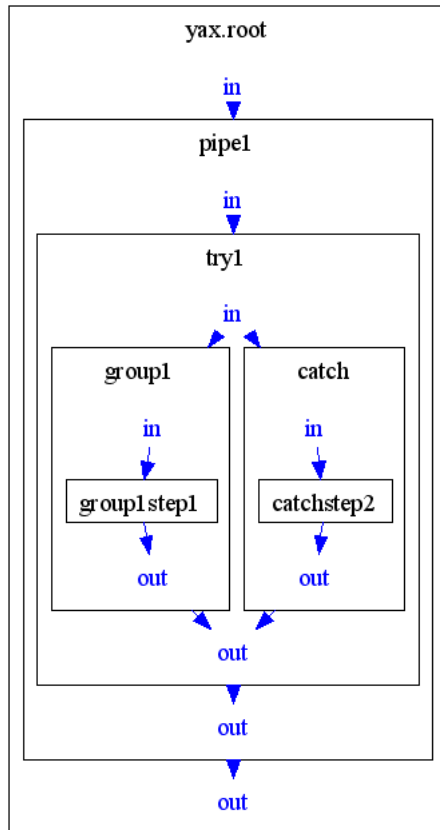 yax.root
in
pipe1
in
try1
in
group1 catch
in in
group1step1 catchstep2
out out
out
out
out